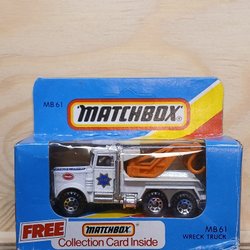 MB 61
MATCHBOX
FREE
MATCHBOX
Collection Card Inside
MB 61
WRECK TRUCK